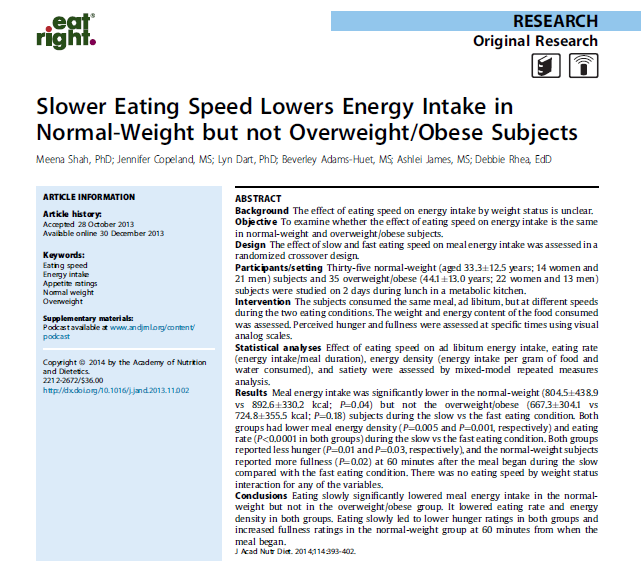 eat
right.
RESEARCH
Original Research
Slower Eating Speed Lowers Energy Intake in
Normal-Weight but not Overweight/Obese Subjects
Meena Shah, PhD; Jennifer Copeland, MS; Lyn Dart, PhD; Beverley Adams-Huet, MS; Ashlei James, MS; Debbie Rhea, EdD
ARTICLE INFORMATION
Article history:
Accepted 28 October 2013
Available online 30 December 2013
Keywords:
Eating speed
Energy intake
Appetite ratings
Normal weight
Overweight
Supplementary materials:
Podcast available at www.andjrnl.org/content/
podcast
Copyright © 2014 by the Academy of Nutrition
and Dietetics.
2212-2672/$36.00
http://dx.doi.org/10.1016/j.jand.2013.11.002
ABSTRACT
Background The effect of eating speed on energy intake by weight status is unclear.
Objective To examine whether the effect of eating speed on energy intake is the same
in normal-weight and overweight/obese subjects.
Design The effect of slow and fast eating speed on meal energy intake was assessed in a
randomized crossover design.
Participants/setting Thirty-five normal-weight (aged 33.3±12.5 years; 14 women and
21 men) subjects and 35 overweight/obese (44.1±13.0 years; 22 women and 13 men)
subjects were studied on 2 days during lunch in a metabolic kitchen.
Intervention The subjects consumed the same meal, ad libitum, but at different speeds
during the two eating conditions. The weight and energy content of the food consumed
was assessed. Perceived hunger and fullness were assessed at specific times using visual
analog scales.
Statistical analyses Effect of eating speed on ad libitum energy intake, eating rate
(energy intake/meal duration), energy density (energy intake per gram of food and
water consumed), and satiety were assessed by mixed-model repeated measures
analysis.
Results Meal energy intake was significantly lower in the normal-weight (804.5±438.9
vs 892.6±330.2 kcal; P=0.04) but not the overweight/obese (667.3±304.1 vs
724.8±355.5 kcal; P=0.18) subjects during the slow vs the fast eating condition. Both
groups had lower meal energy density (P=0.005 and P=0.001, respectively) and eating
rate (P<0.0001 in both groups) during the slow vs the fast eating condition. Both groups
reported less hunger (P=0.01 and P=0.03, respectively), and the normal-weight subjects
reported more fullness (P=0.02) at 60 minutes after the meal began during the slow
compared with the fast eating condition. There was no eating speed by weight status
interaction for any of the variables.
Conclusions Eating slowly significantly lowered meal energy intake in the normal-
weight but not in the overweight/obese group. It lowered eating rate and energy
density in both groups. Eating slowly led to lower hunger ratings in both groups and
increased fullness ratings in the normal-weight group at 60 minutes from when the
meal began.
J Acad Nutr Diet. 2014;114:393-402.